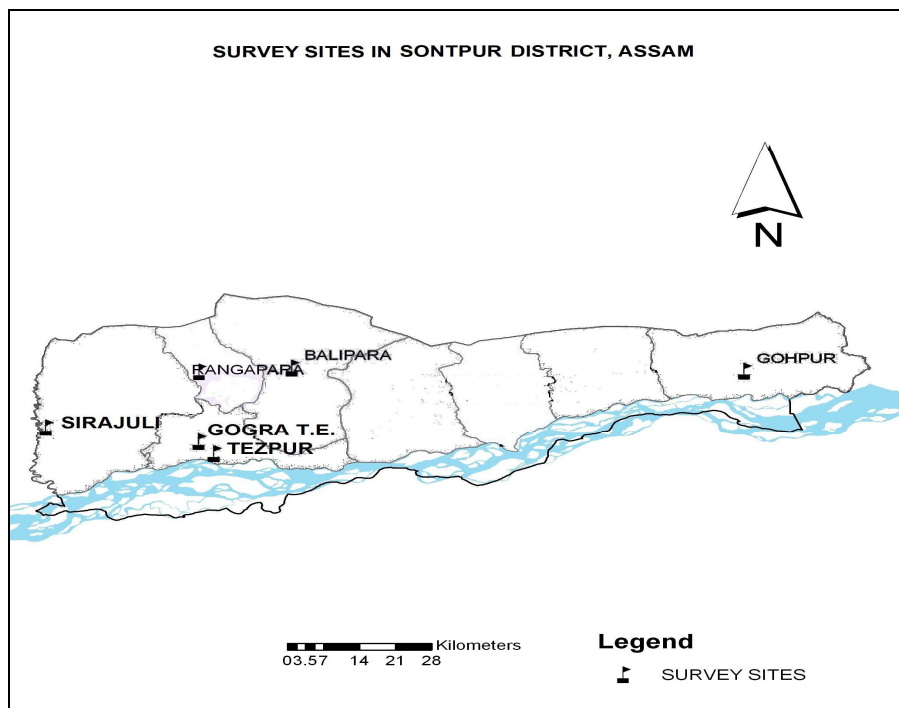 SURVEY SITES IN SONTPUR DISTRICT, ASSAM
N
BALIPARA
RANGAPARA
GOHPUR
SIRAJULI
GOGRA T.E.
TEZPUR
Kilometers
03.57 14 21 28
Legend
SURVEY SITES